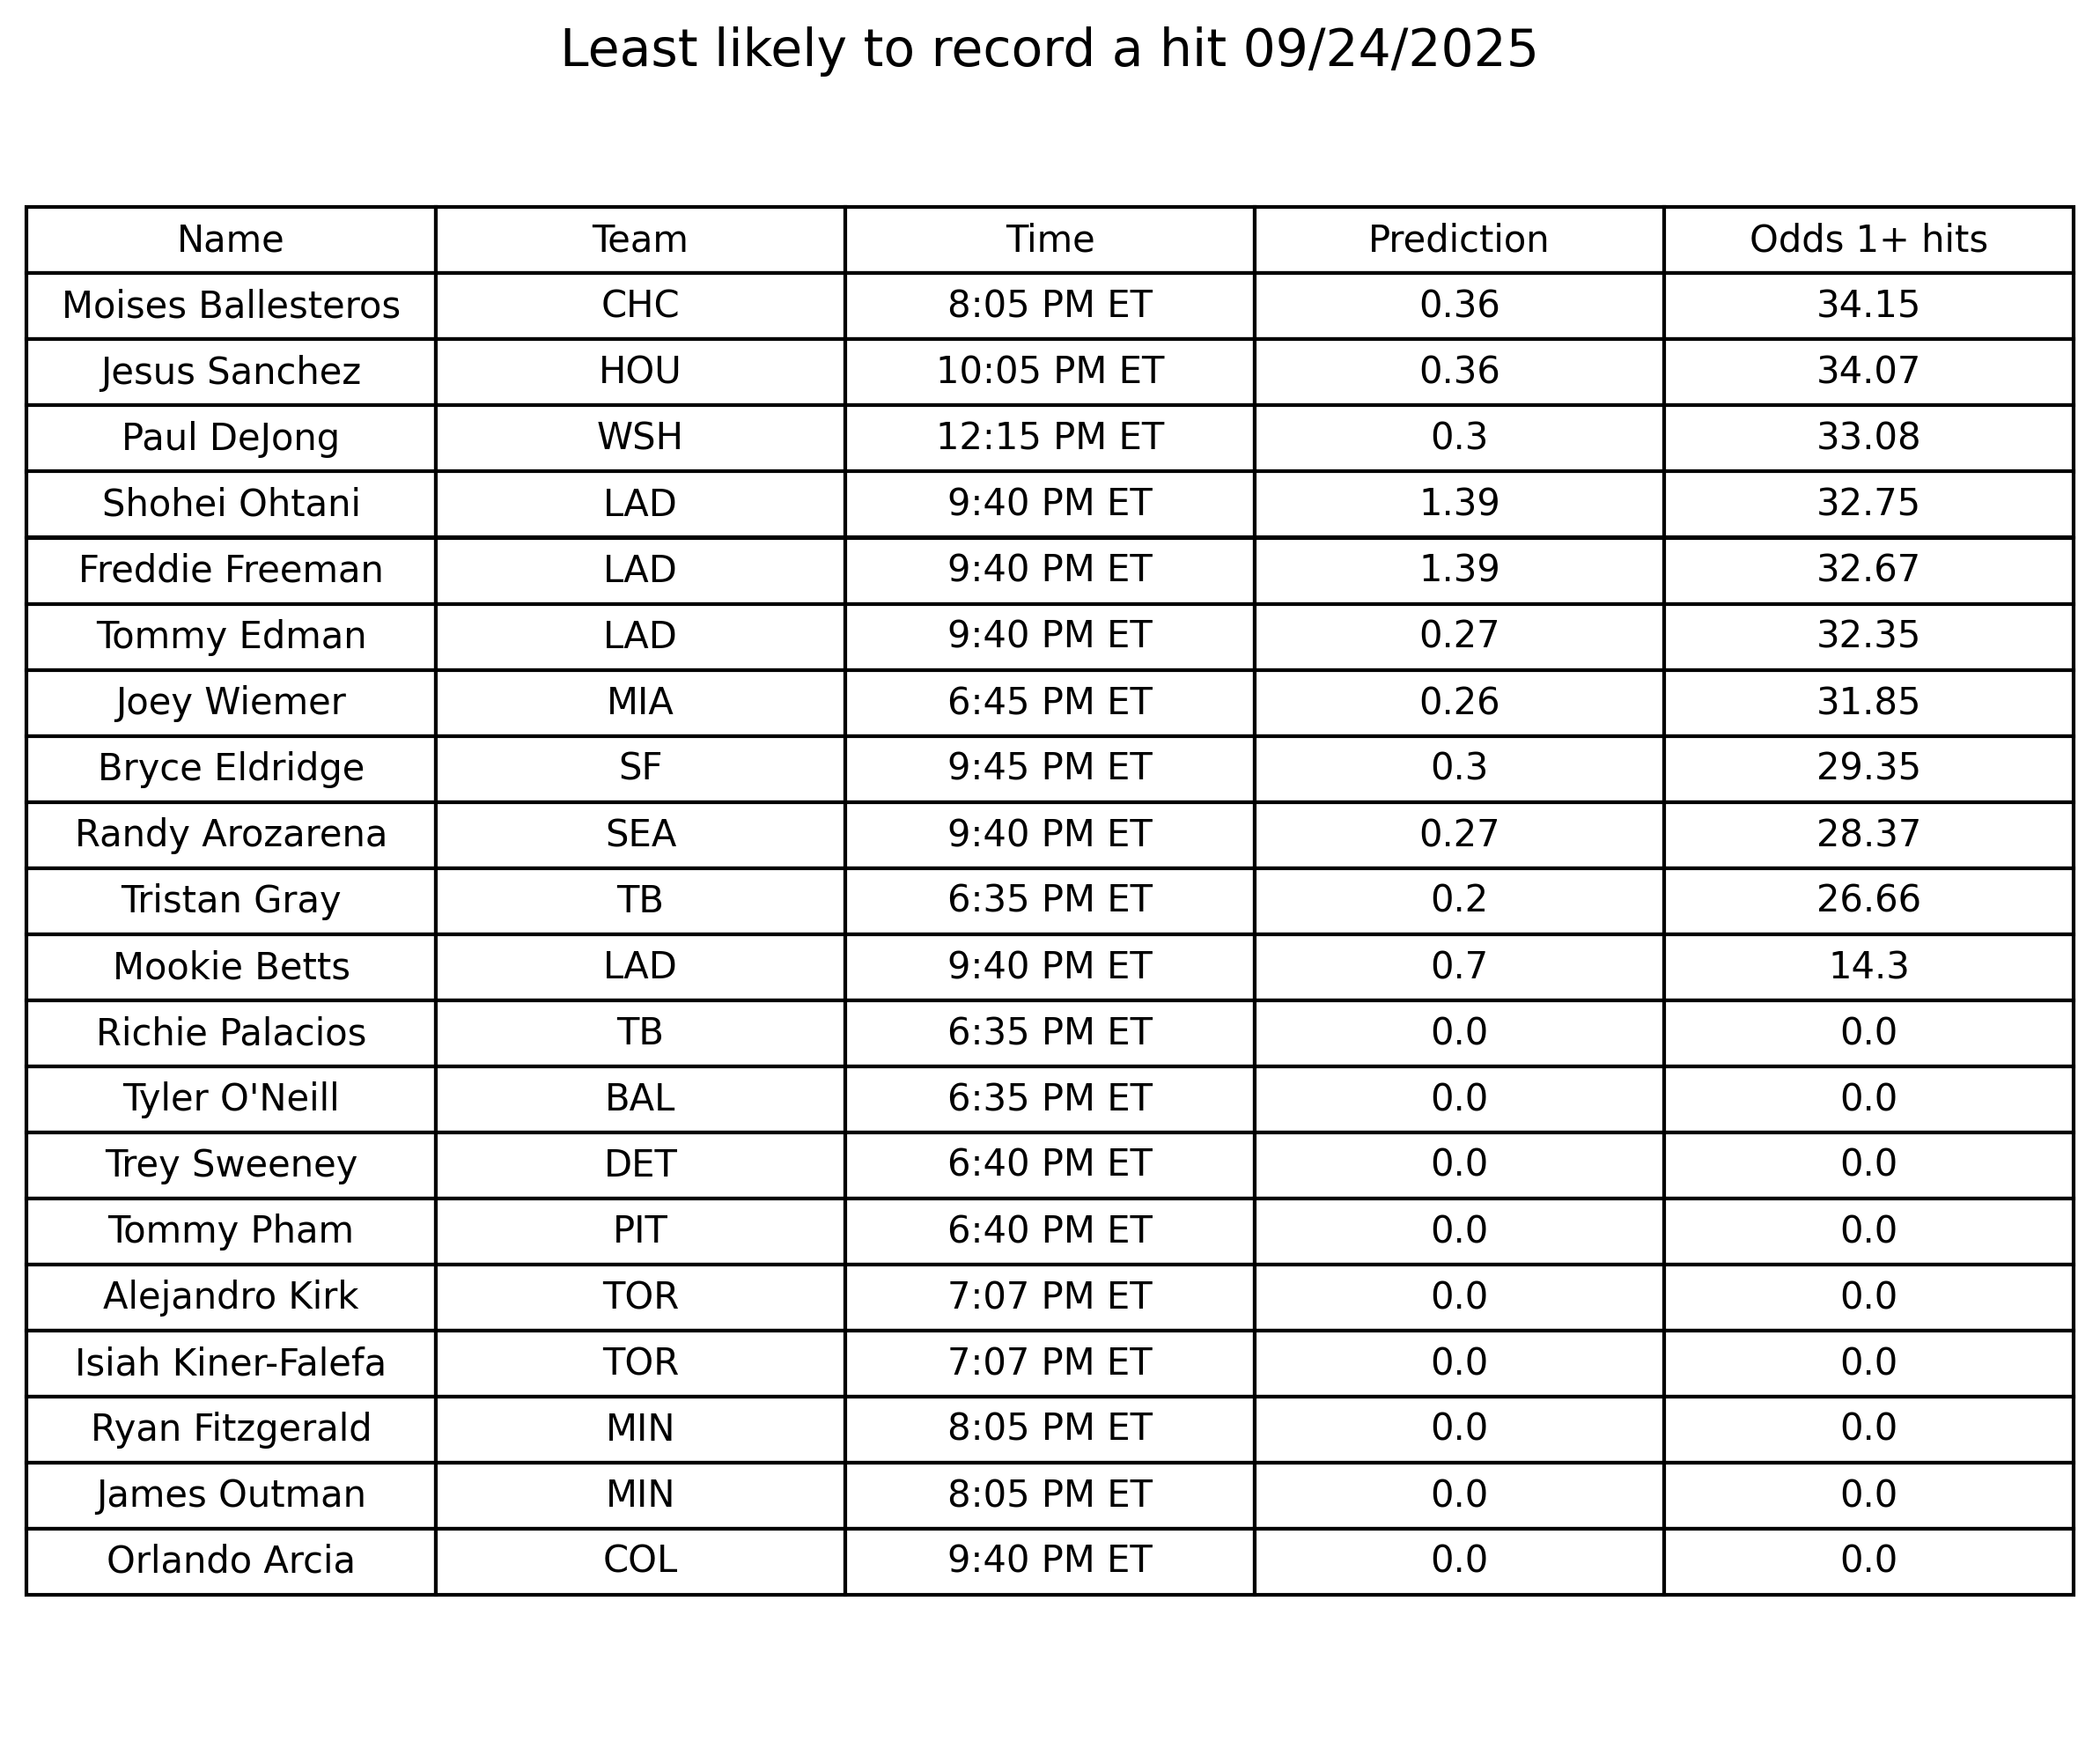 Least likely to record a hit 09/24/2025
Name Team Time Prediction Odds 1+ hits
Moises Ballesteros CHC 8:05 PM ET 0.36 34.15
Jesus Sanchez HOU 10:05 PM ET 0.36 34.07
Paul DeJong WSH 12:15 PM ET 0.3 33.08
Shohei Ohtani LAD 9:40 PM ET 1.39 32.75
Freddie Freeman LAD 9:40 PM ET 1.39 32.67
Tommy Edman LAD 9:40 PM ET 0.27 32.35
Joey Wiemer MIA 6:45 PM ET 0.26 31.85
Bryce Eldridge SF 9:45 PM ET 0.3 29.35
Randy Arozarena SEA 9:40 PM ET 0.27 28.37
Tristan Gray TB 6:35 PM ET 0.2 26.66
Mookie Betts LAD 9:40 PM ET 0.7 14.3
Richie Palacios TB 6:35 PM ET 0.0 0.0
Tyler O'Neill BAL 6:35 PM ET 0.0 0.0
Trey Sweeney DET 6:40 PM ET 0.0 0.0
Tommy Pham PIT 6:40 PM ET 0.0 0.0
Alejandro Kirk TOR 7:07 PM ET 0.0 0.0
Isiah Kiner-Falefa TOR 7:07 PM ET 0.0 0.0
Ryan Fitzgerald MIN 8:05 PM ET 0.0 0.0
James Outman MIN 8:05 PM ET 0.0 0.0
Orlando Arcia COL 9:40 PM ET 0.0 0.0